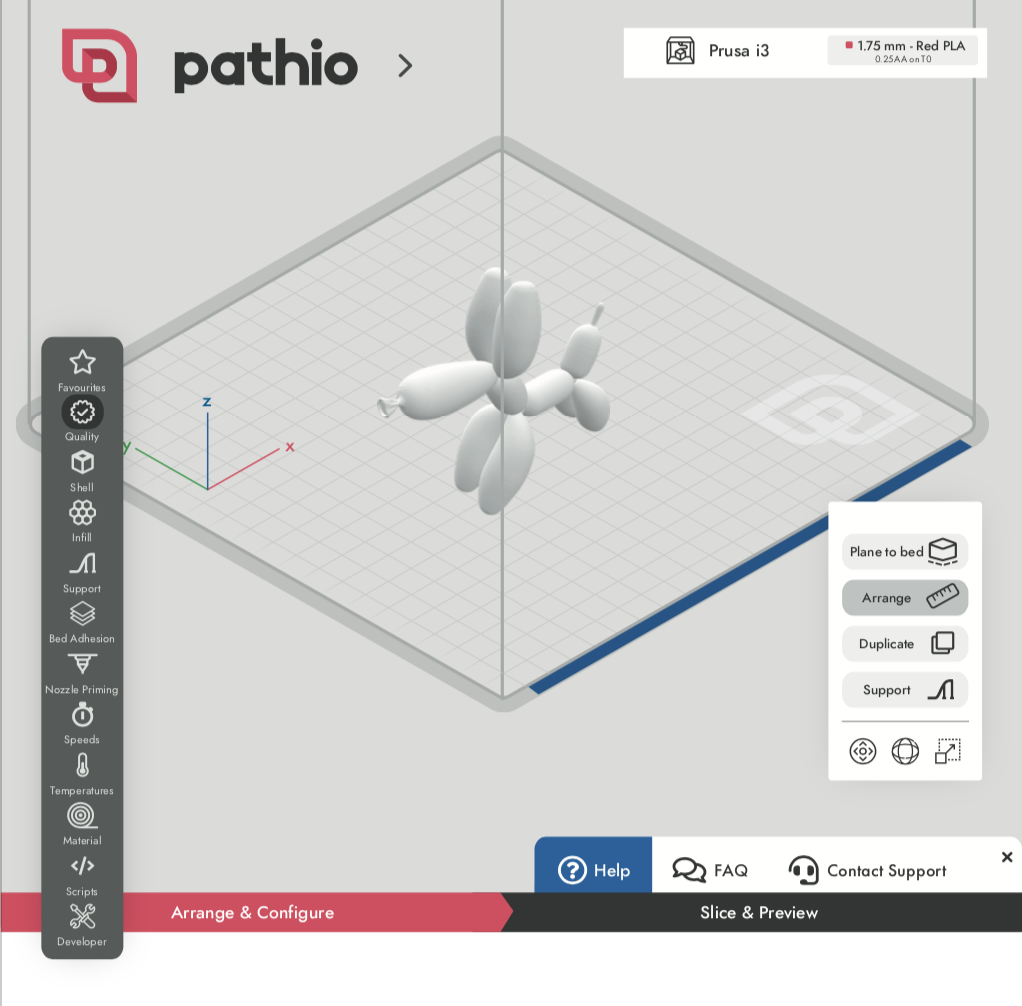 pathio
Prusa i3
1.75 mm - Red PLA
0.25AA on T0
Favourites
Quality
Shell
Infill
Support
Bed Adhesion
Nozzle Priming
Speeds
Temperatures
Material
Scripts
Developer
z
y
x
Plane to bed
Arrange
Duplicate
Support
Help
FAQ
Contact Support
Arrange & Configure
Slice & Preview